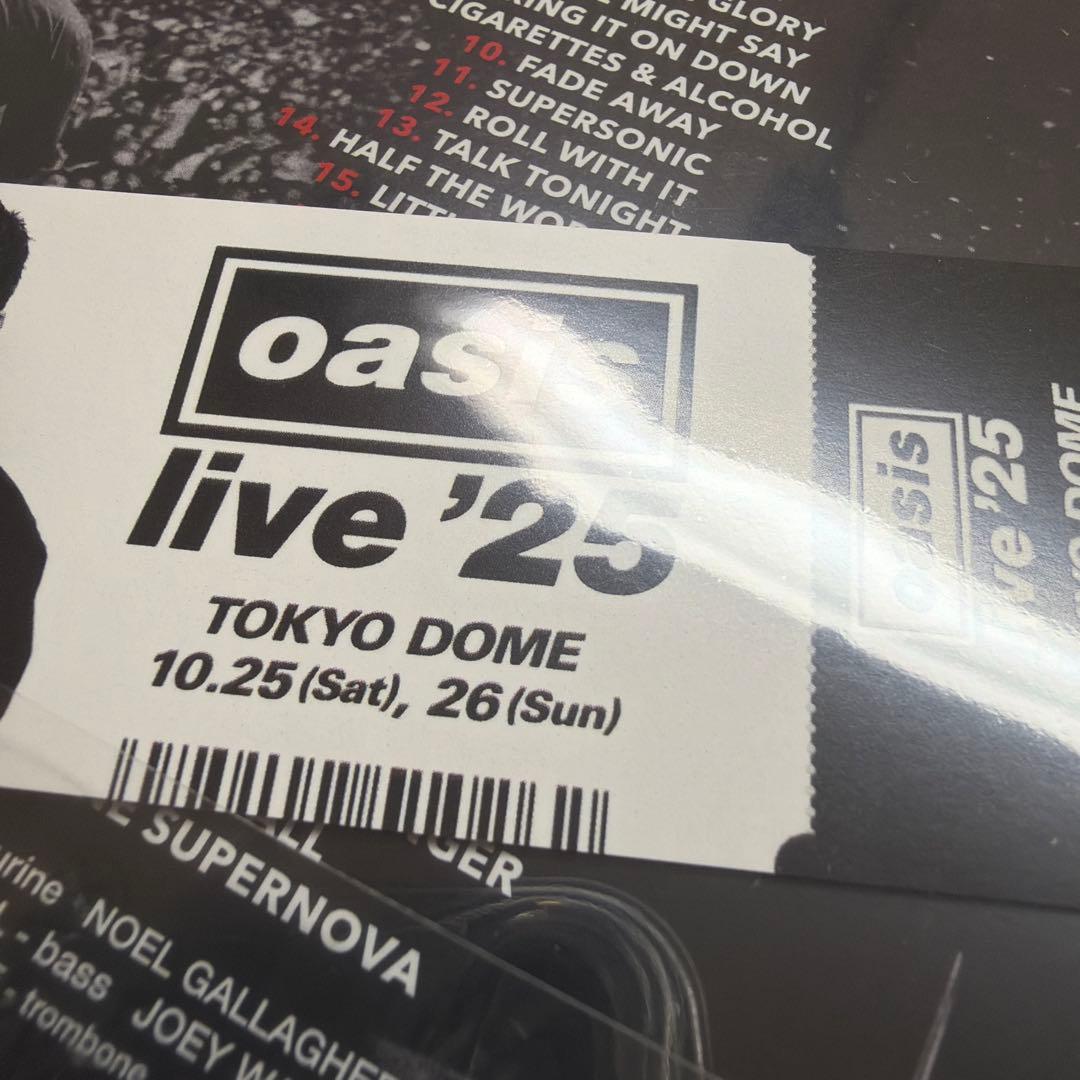 GLORY
MIGHT SAY
IT ON DOWN
CIGARETTES & ALCOHOL
10. FADE AWAY
11. SUPERSONIC
12. ROLL WITH IT
13. TALK TONIGHT
14. HALF THE
15.
oasis
live '25
TOKYO DOME
10.25 (Sat), 26 (Sun)
oasis
'25
DOME
SUPERNOVA
NOEL GALLAGHER
- bass JOEY
trombone